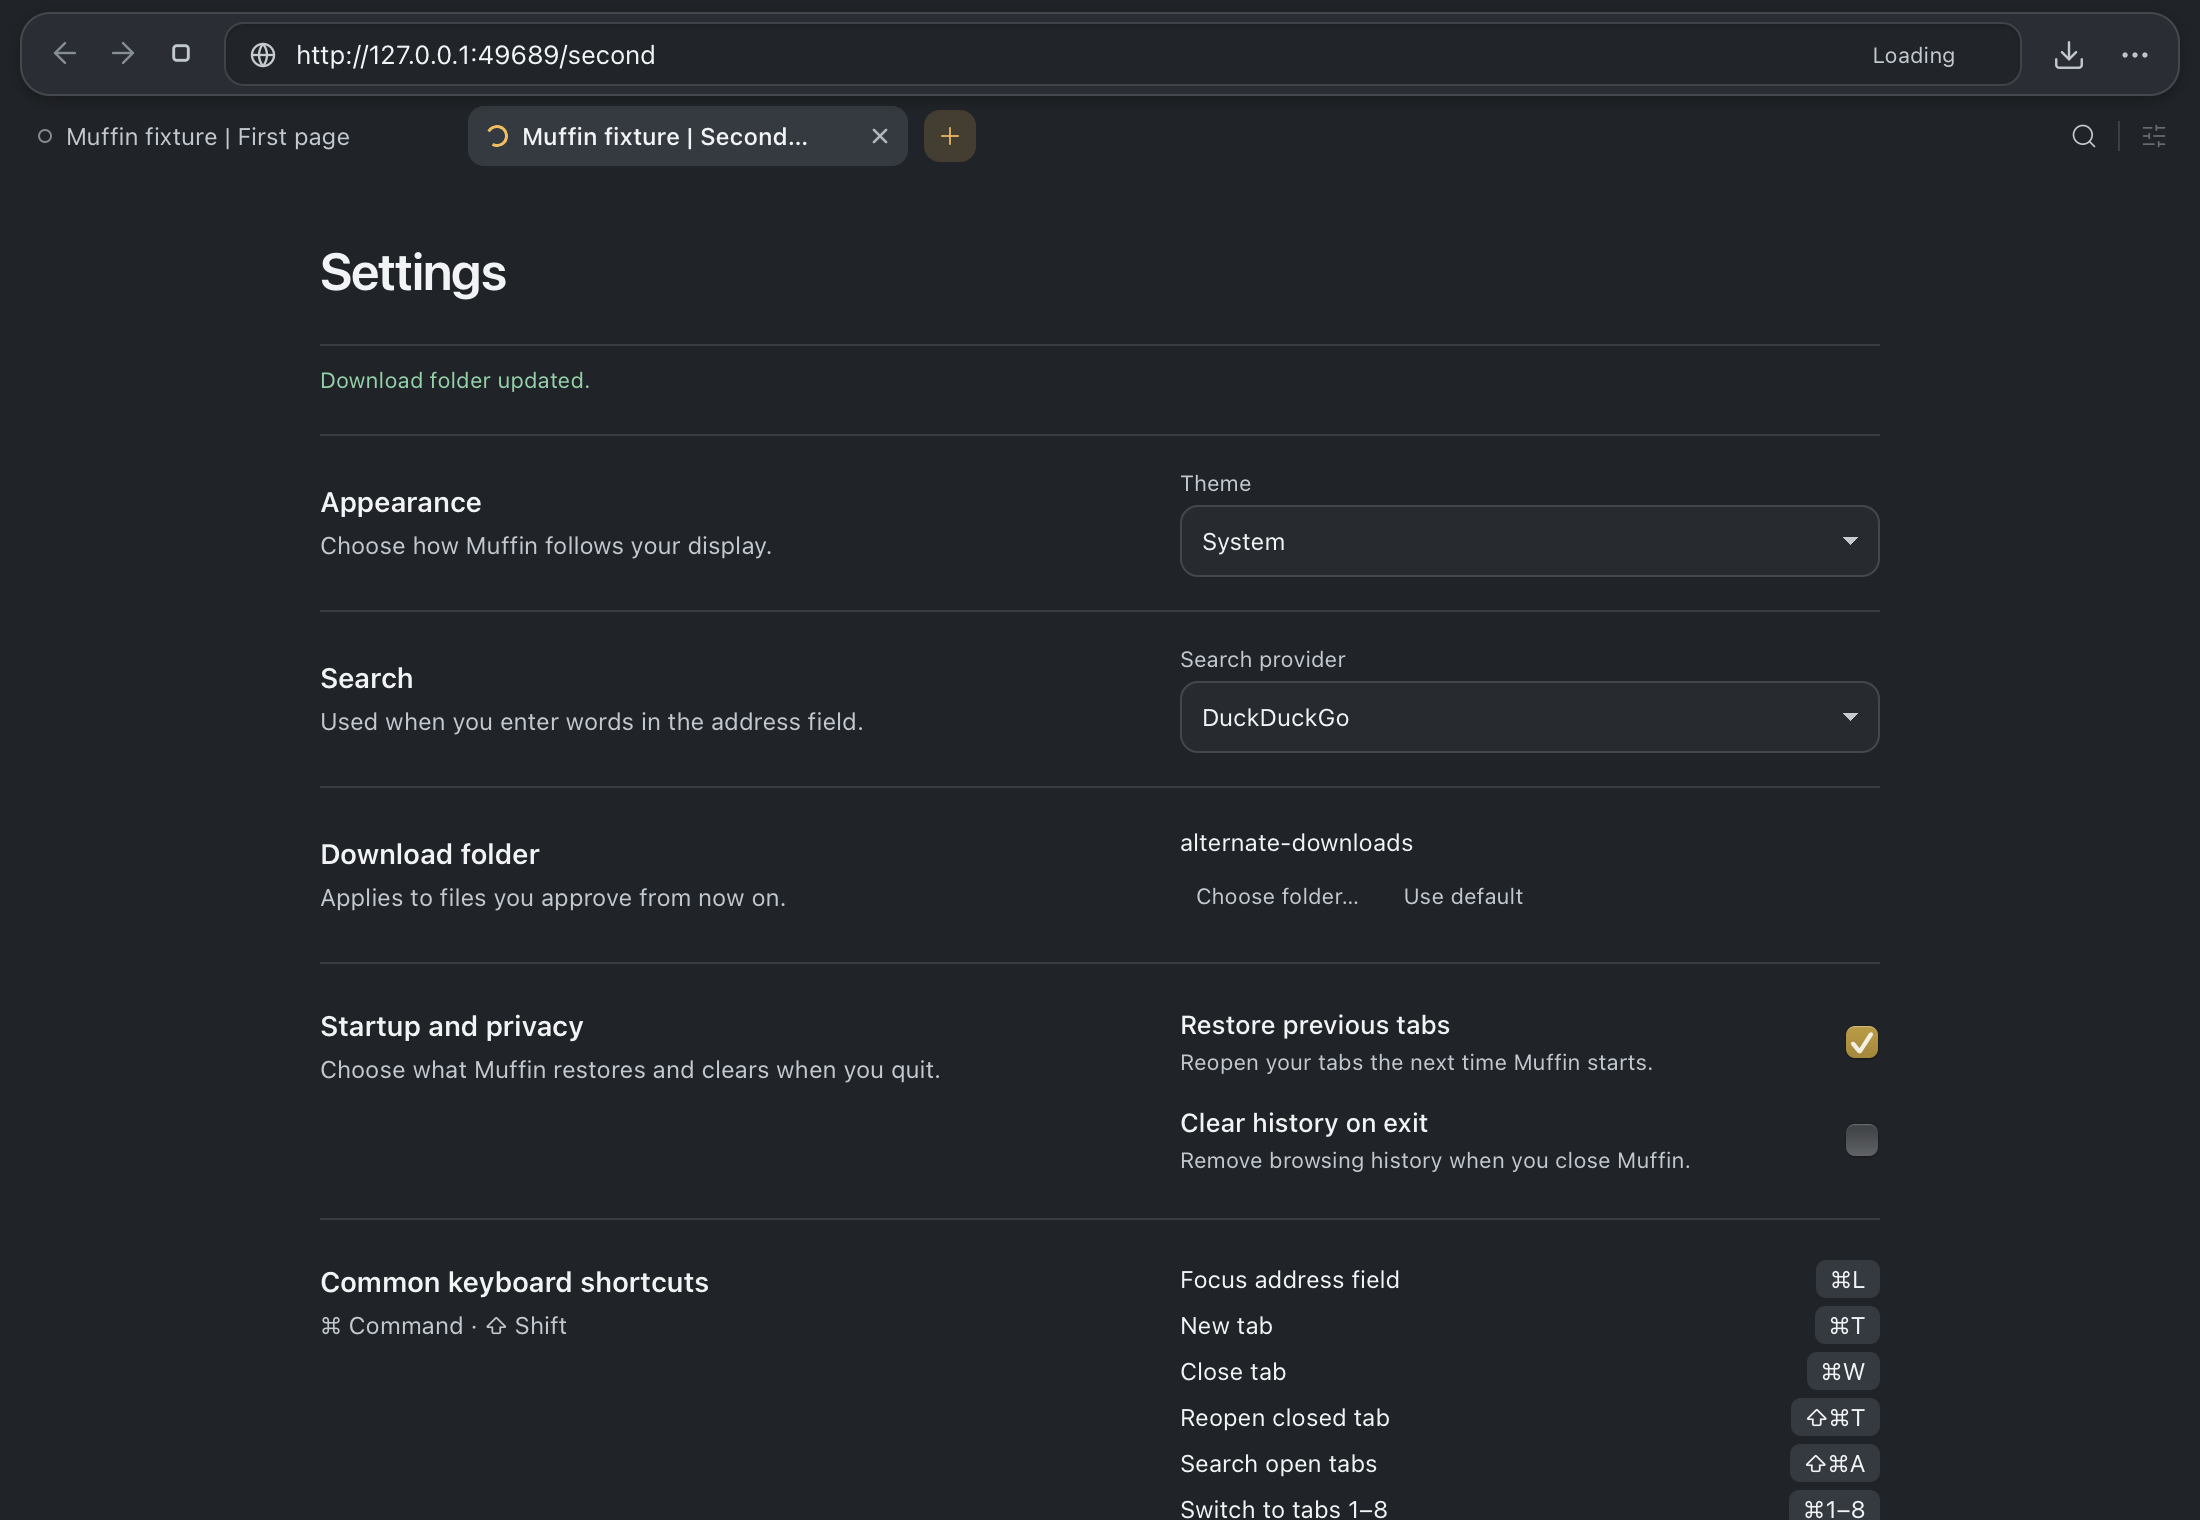 http://127.0.0.1:49689/second
Loading
Muffin fixture | First page
Muffin fixture | Second...
Settings
Download folder updated.
Appearance
Choose how Muffin follows your display.
Theme
System
Search
Used when you enter words in the address field.
Search provider
DuckDuckGo
Download folder
Applies to files you approve from now on.
alternate-downloads
Choose folder...
Use default
Startup and privacy
Choose what Muffin restores and clears when you quit.
Restore previous tabs
Reopen your tabs the next time Muffin starts.
Clear history on exit
Remove browsing history when you close Muffin.
Common keyboard shortcuts
⌘ Command · ⇧ Shift
Focus address field ⌘L
New tab ⌘T
Close tab ⌘W
Reopen closed tab ⇧⌘T
Search open tabs ⇧⌘A
Switch to tabs 1–8 ⌘1–8